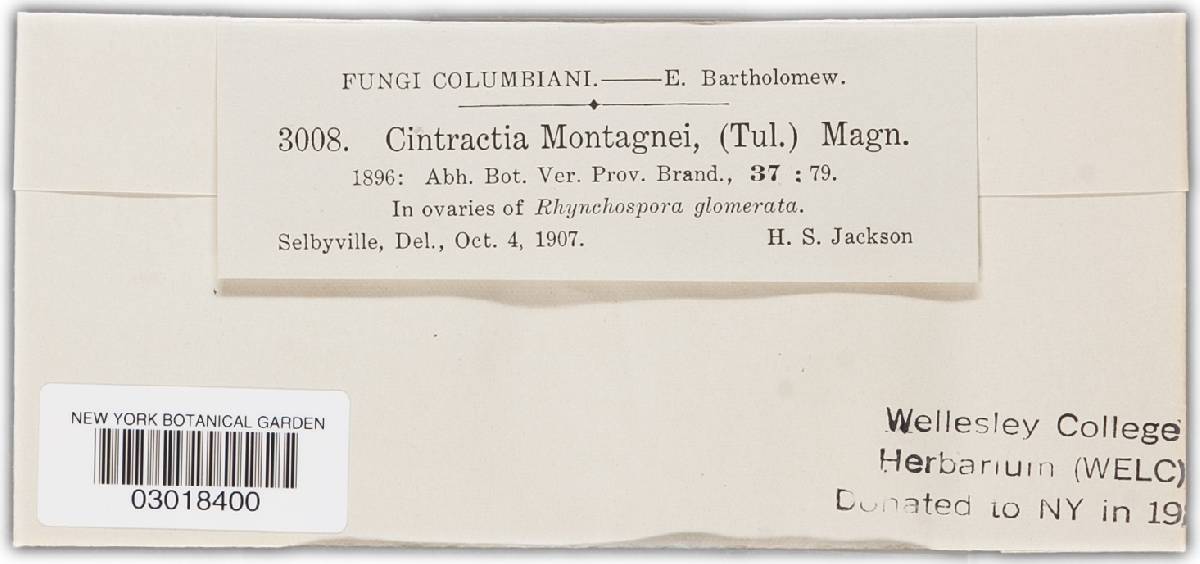 FUNGI COLUMBIANI.——E. Bartholomew.
3008. Cintractia Montagnei, (Tul.) Magn.
1896: Abh. Bot. Ver. Prov. Brand., 37 : 79.
In ovaries of Rhynchospora glomerata.
Selbyville, Del., Oct. 4, 1907. H. S. Jackson
NEW YORK BOTANICAL GARDEN
03018400
Wellesley College
Herbarium (WELC)
Donated to NY in 19